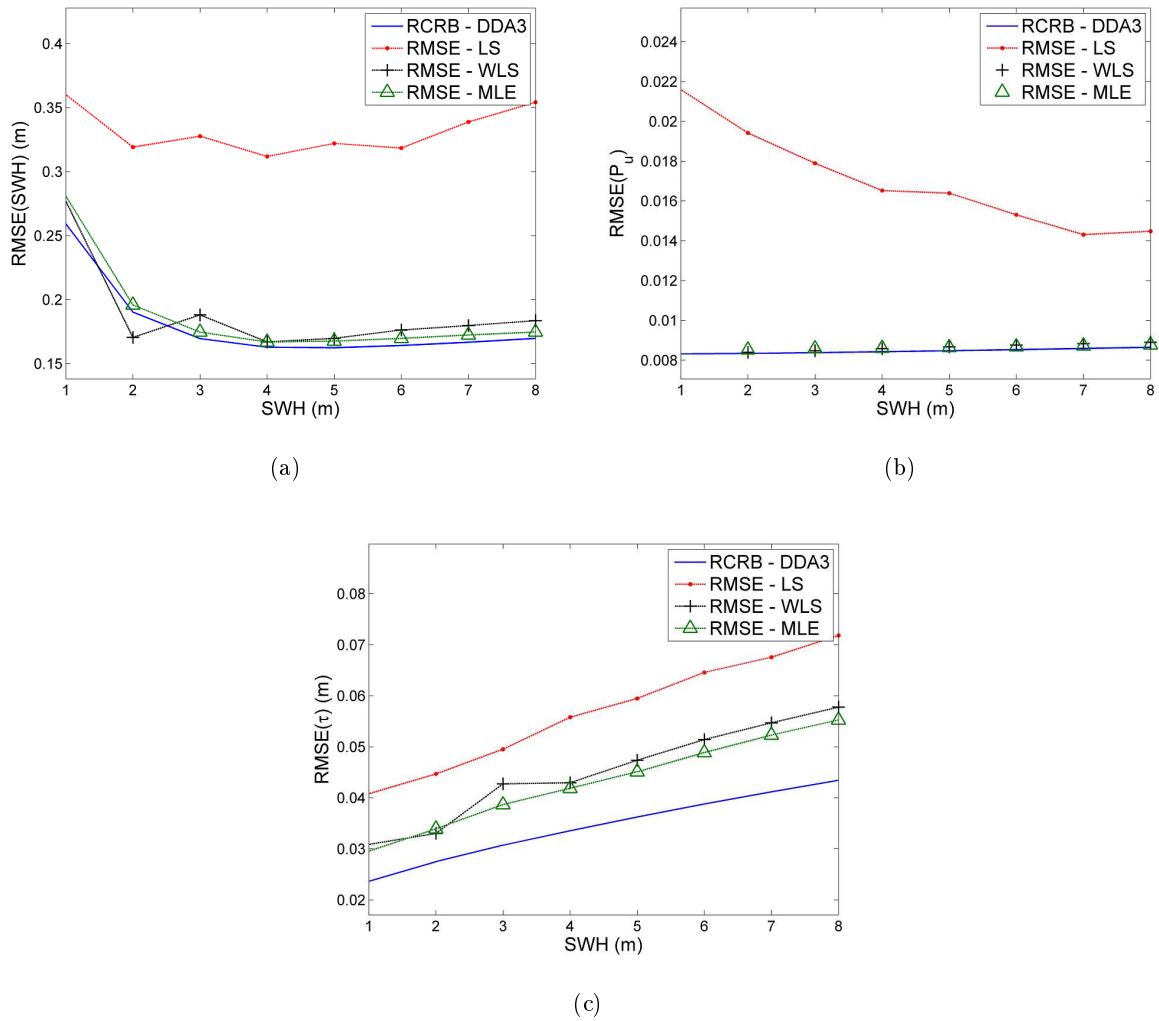 RCRB - DDA3
RMSE - LS
RMSE - WLS
RMSE - MLE
0.4
0.35
0.3
0.25
0.2
0.15
RMSE(SWH) (m)
1 2 3 4 5 6 7 8
SWH (m)
(a)
RCRB - DDA3
RMSE - LS
RMSE - WLS
RMSE - MLE
0.024
0.022
0.02
0.018
0.016
0.014
0.012
0.01
0.008
RMSE(P_u)
1 2 3 4 5 6 7 8
SWH (m)
(b)
RCRB - DDA3
RMSE - LS
RMSE - WLS
RMSE - MLE
0.08
0.07
0.06
0.05
0.04
0.03
0.02
RMSE(τ) (m)
1 2 3 4 5 6 7 8
SWH (m)
(c)